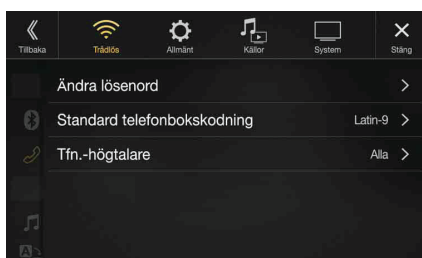 Tillbaka
Trådlös
Allmänt
Källor
System
Stäng
Ändra lösenord
Standard telefonbokskodning Latin-9
Tfn.-högtalare Alla
A